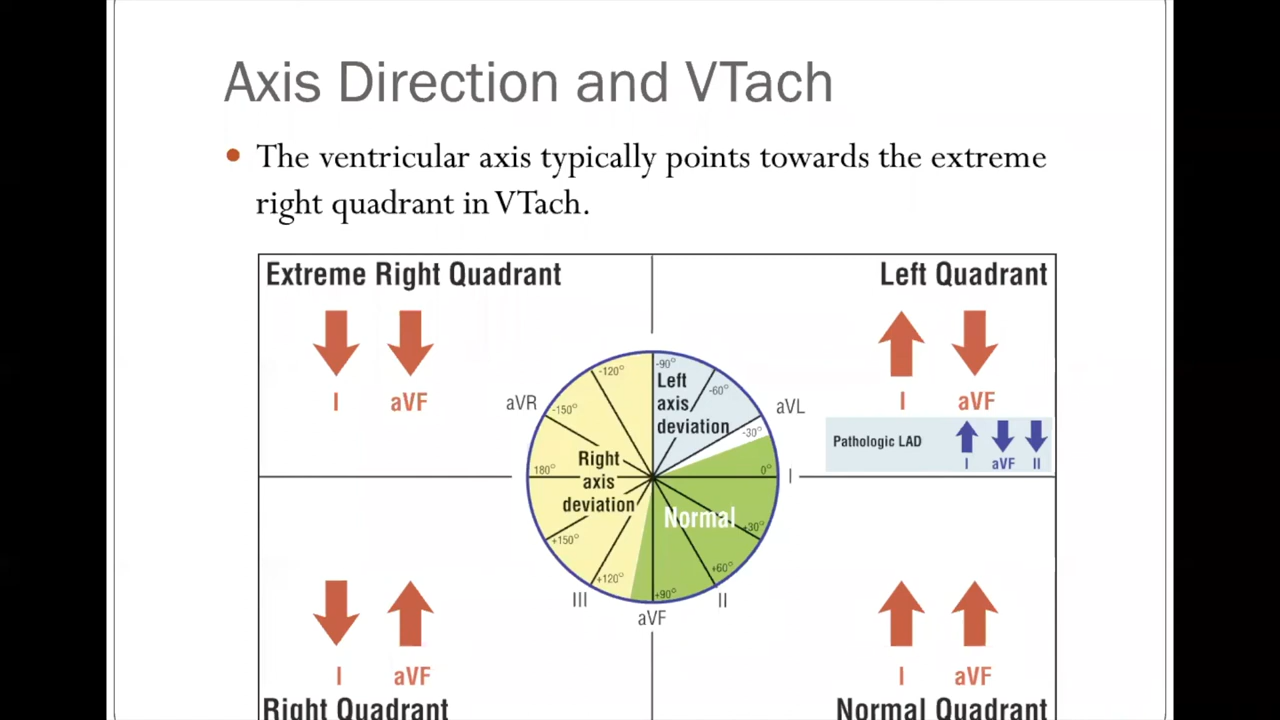 Axis Direction and VTach
• The ventricular axis typically points towards the extreme
right quadrant in VTach.
Extreme Right Quadrant
Left Quadrant
I aVF
I aVF
Pathologic LAD
I aVF II
-90°
-120°
-60°
Left
axis
deviation
aVR
-150°
aVL
-30°
Right
axis
deviation
180°
0°
I
Normal
+150°
+30°
+120°
+60°
+90°
III
II
aVF
I aVF
I aVF
Right Quadrant
Normal Quadrant